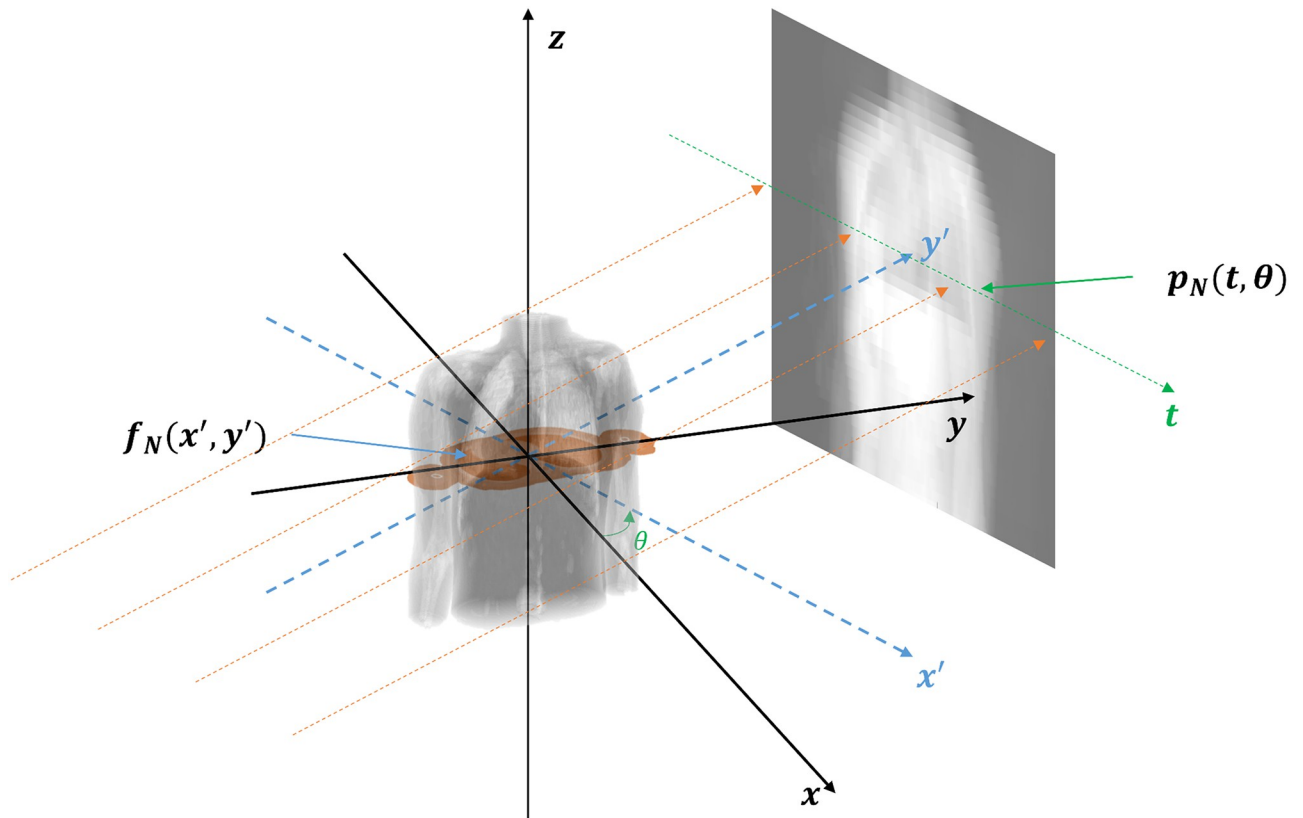 z
y′
p_N(t, θ)
t
y
f_N(x′, y′)
θ
x′
x